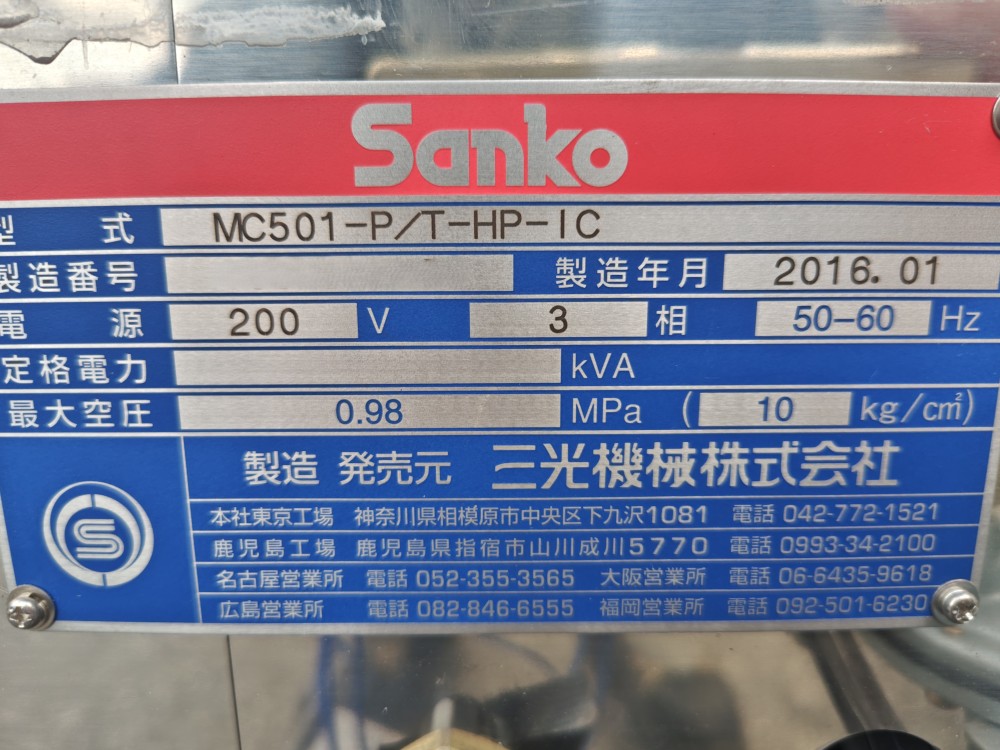 Sanko
型 式 MC501-P/T-HP-IC
製造番号 製造年月 2016.01
電 源 200 V 3 相 50-60 Hz
定格電力 kVA
最大空圧 0.98 MPa ( 10 kg/cm²)
製造 発売元 三光機械株式会社
S
本社東京工場 神奈川県相模原市中央区下九沢1081 電話 042-772-1521
鹿児島工場 鹿児島県指宿市山川成川5770 電話 0993-34-2100
名古屋営業所 電話 052-355-3565 大阪営業所 電話 06-6435-9618
広島営業所 電話 082-846-6555 福岡営業所 電話 092-501-6230